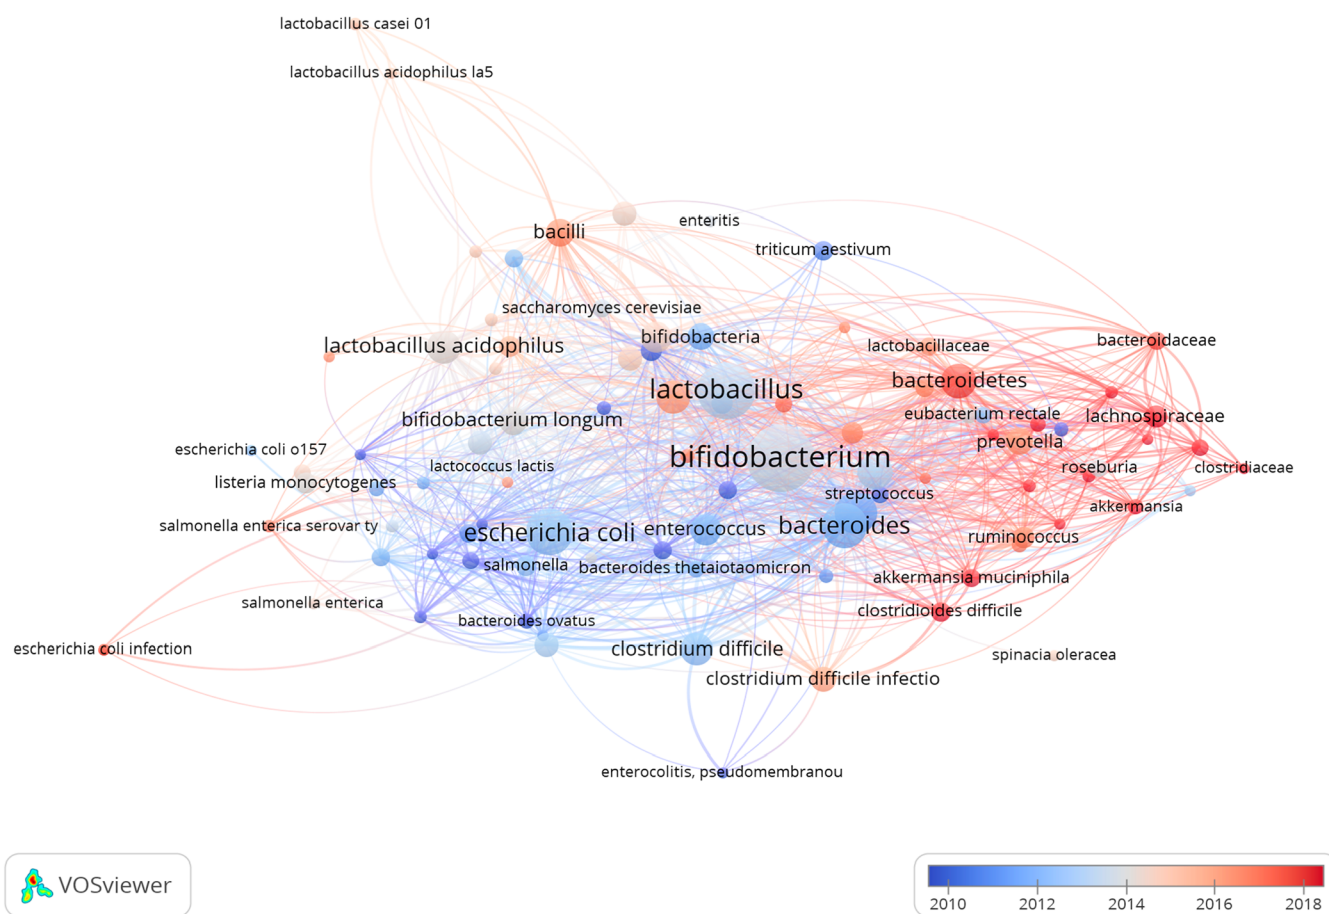 lactobacillus casei 01
lactobacillus acidophilus la5
enteritis
bacilli
triticum aestivum
saccharomyces cerevisiae
bifidobacteria
bacteroidaceae
lactobacillus acidophilus
lactobacillaceae
bacteroidetes
lactobacillus
eubacterium rectale
lachnospiraceae
bifidobacterium longum
prevotella
escherichia coli o157
bifidobacterium
lactococcus lactis
roseburia
clostridiaceae
listeria monocytogenes
streptococcus
akkermansia
salmonella enterica serovar ty
escherichia coli
enterococcus
bacteroides
ruminococcus
salmonella
bacteroides thetaiotaomicron
akkermansia muciniphila
salmonella enterica
clostridioides difficile
bacteroides ovatus
escherichia coli infection
clostridium difficile
spinacia oleracea
clostridium difficile infectio
enterocolitis, pseudomembranou
VOSviewer
2010 2012 2014 2016 2018